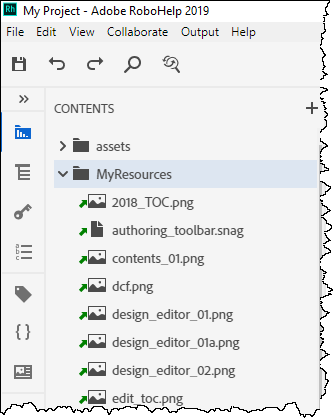 Rh My Project - Adobe RoboHelp 2019
File Edit View Collaborate Output Help
CONTENTS
assets
MyResources
2018_TOC.png
authoring_toolbar.snag
contents_01.png
dcf.png
design_editor_01.png
design_editor_01a.png
design_editor_02.png
edit_toc.png